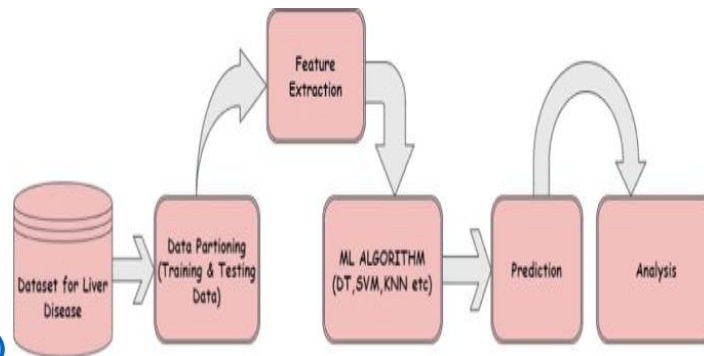 Feature
Extraction
Dataset for Liver
Disease
Data Partioning
(Training & Testing
Data)
ML ALGORITHM
(DT,SVM,KNN etc)
Prediction
Analysis
)